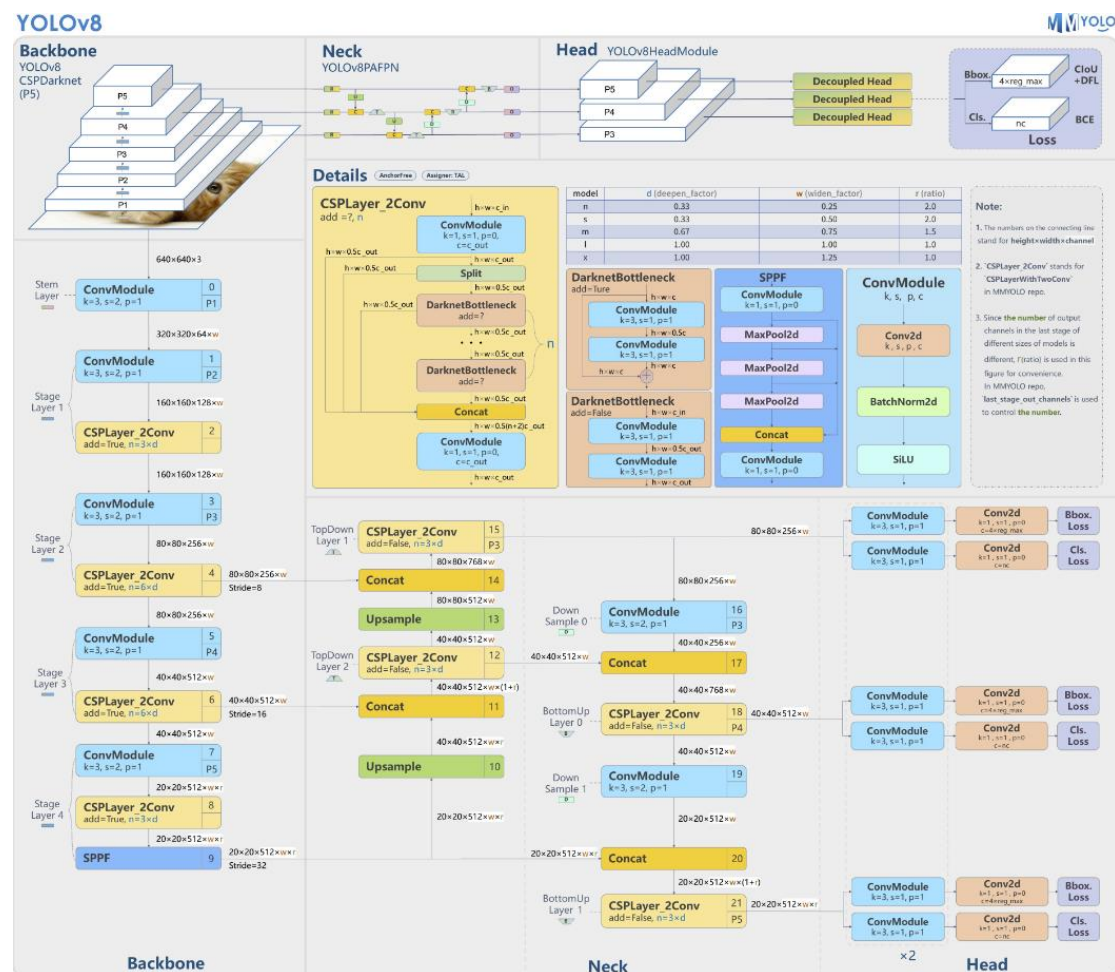 YOLOv8
MMYOLO
Backbone
YOLOv8
CSPDarknet
(P5)
P5
P4
P3
P2
P1
Neck
YOLOv8PAFPN
Head YOLOv8HeadModule
P5
P4
P3
Decoupled Head
Decoupled Head
Decoupled Head
Bbox.
4×reg_max
CIoU
+DFL
Cls.
nc
BCE
Loss
Details
AnchorFree
Assigner: TAL
CSPLayer_2Conv
add =?, n
h×w×c_in
ConvModule
k=1, s=1, p=0,
c=c_out
h×w×0.5c_out
h×w×c_out
h×w×0.5c_out
Split
h×w×0.5c_out
h×w×0.5c_out
DarknetBottleneck
add=?
h×w×0.5c_out
h×w×0.5c_out
n
DarknetBottleneck
add=?
h×w×0.5c_out
Concat
h×w×0.5(n+2)c_out
ConvModule
k=1, s=1, p=0,
c=c_out
h×w×c_out
model d (deepen_factor) w (widen_factor) r (ratio)
n 0.33 0.25 2.0
s 0.33 0.50 2.0
m 0.67 0.75 1.5
l 1.00 1.00 1.0
x 1.00 1.25 1.0
DarknetBottleneck
add=Ture
h×w×c
ConvModule
k=3, s=1, p=1
h×w×0.5c
ConvModule
k=3, s=1, p=1
h×w×c
h×w×c
DarknetBottleneck
add=False
h×w×c_in
ConvModule
k=3, s=1, p=1
h×w×0.5c_out
ConvModule
k=3, s=1, p=1
h×w×c_out
SPPF
ConvModule
k=1, s=1, p=0
MaxPool2d
MaxPool2d
MaxPool2d
Concat
ConvModule
k=1, s=1, p=0
ConvModule
k, s, p, c
Conv2d
k, s, p, c
BatchNorm2d
SiLU
Note:
1. The numbers on the connecting line
stand for height×width×channel
2. `CSPLayer_2Conv` stands for
`CSPLayerWithTwoConv`
in MMYOLO repo.
3. Since the number of output
channels in the last stage of
different sizes of models is
different, r'(ratio) is used in this
figure for convenience.
In MMYOLO repo,
`last_stage_out_channels` is used
to control the number.
640×640×3
Stem
Layer
ConvModule 0
k=3, s=2, p=1 P1
320×320×64×w
ConvModule 1
k=3, s=2, p=1 P2
Stage
Layer 1
160×160×128×w
CSPLayer_2Conv 2
add=True, n=3×d
160×160×128×w
ConvModule 3
k=3, s=2, p=1 P3
Stage
Layer 2
80×80×256×w
CSPLayer_2Conv 4
add=True, n=6×d
80×80×256×w
Stride=8
80×80×256×w
ConvModule 5
k=3, s=2, p=1 P4
Stage
Layer 3
40×40×512×w
CSPLayer_2Conv 6
add=True, n=6×d
40×40×512×w
Stride=16
40×40×512×w
ConvModule 7
k=3, s=2, p=1 P5
Stage
Layer 4
20×20×512×w×r
CSPLayer_2Conv 8
add=True, n=3×d
20×20×512×w×r
SPPF 9
20×20×512×w×r
Stride=32
Backbone
TopDown
Layer 1
T
CSPLayer_2Conv 15
add=False, n=3×d P3
80×80×768×w
Concat 14
80×80×512×w
Upsample 13
40×40×512×w
TopDown
Layer 2
T
CSPLayer_2Conv 12
add=False, n=3×d
40×40×512×w
40×40×512×w×(1+r)
Concat 11
40×40×512×w×r
Upsample 10
20×20×512×w×r
80×80×256×w
80×80×256×w
Down
Sample 0
D
ConvModule 16
k=3, s=2, p=1 P3
40×40×256×w
Concat 17
40×40×768×w
BottomUp
Layer 0
CSPLayer_2Conv 18
add=False, n=3×d P4
40×40×512×w
40×40×512×w
Down
Sample 1
D
ConvModule 19
k=3, s=2, p=1
20×20×512×w
20×20×512×w×r
Concat 20
20×20×512×w×(1+r)
BottomUp
Layer 1
CSPLayer_2Conv 21
add=False, n=3×d P5
20×20×512×w×r
Neck
ConvModule
k=3, s=1, p=1
Conv2d
k=1, s=1, p=0
c=4×reg_max
Bbox.
Loss
ConvModule
k=3, s=1, p=1
Conv2d
k=1, s=1, p=0
c=nc
Cls.
Loss
ConvModule
k=3, s=1, p=1
Conv2d
k=1, s=1, p=0
c=4×reg_max
Bbox.
Loss
ConvModule
k=3, s=1, p=1
Conv2d
k=1, s=1, p=0
c=nc
Cls.
Loss
ConvModule
k=3, s=1, p=1
Conv2d
k=1, s=1, p=0
c=4×reg_max
Bbox.
Loss
ConvModule
k=3, s=1, p=1
Conv2d
k=1, s=1, p=0
c=nc
Cls.
Loss
×2
Head